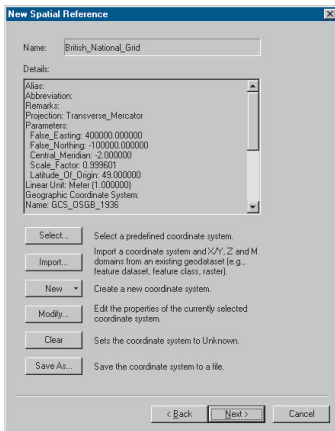 New Spatial Reference
Name: British_National_Grid
Details:
Alias:
Abbreviation:
Remarks:
Projection: Transverse_Mercator
Parameters:
False_Easting: 400000.000000
False_Northing: -100000.000000
Central_Meridian: -2.000000
Scale_Factor: 0.999601
Latitude_Of_Origin: 49.000000
Linear Unit: Meter (1.000000)
Geographic Coordinate System:
Name: GCS_OSGB_1936
Select... Select a predefined coordinate system.
Import... Import a coordinate system and X/Y, Z and M
domains from an existing geodataset (e.g.,
feature dataset, feature class, raster).
New Create a new coordinate system.
Modify... Edit the properties of the currently selected
coordinate system.
Clear Sets the coordinate system to Unknown.
Save As... Save the coordinate system to a file.
< Back Next > Cancel